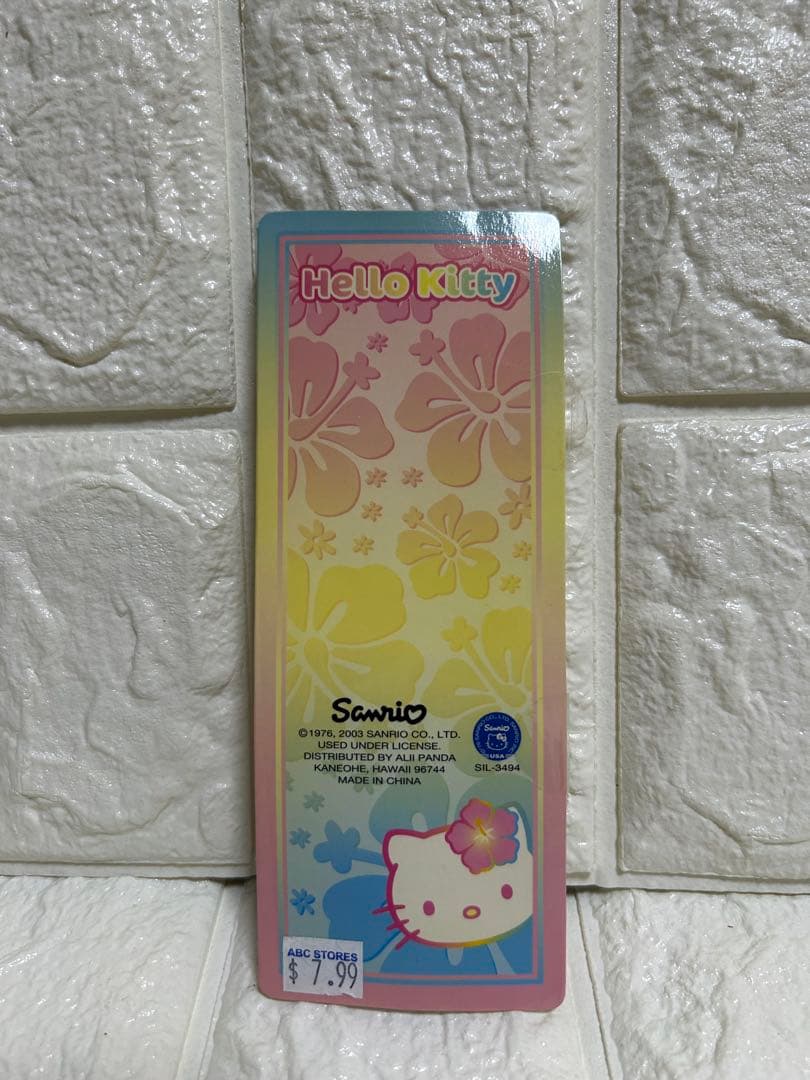 Hello Kitty
Sanrio
©1976, 2003 SANRIO CO., LTD.
USED UNDER LICENSE.
DISTRIBUTED BY ALII PANDA
KANEOHE, HAWAII 96744
MADE IN CHINA
Sanrio
USA
SIL-3494
ABC STORES
$ 7.99